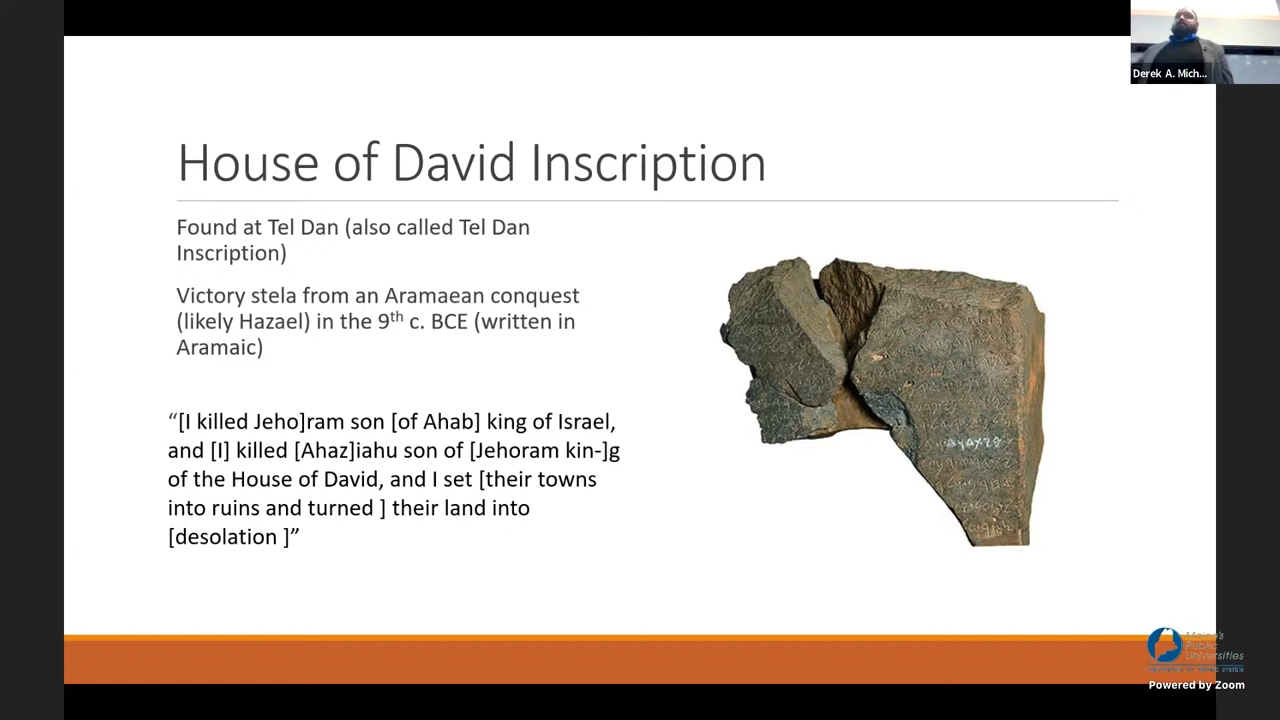 Derek A. Mich...
House of David Inscription
Found at Tel Dan (also called Tel Dan
Inscription)
Victory stela from an Aramaean conquest
(likely Hazael) in the 9th c. BCE (written in
Aramaic)
“[I killed Jeho]ram son [of Ahab] king of Israel,
and [I] killed [Ahaz]iahu son of [Jehoram kin-]g
of the House of David, and I set [their towns
into ruins and turned ] their land into
[desolation ]”
Maine's
Public
Universities
Powered by Zoom